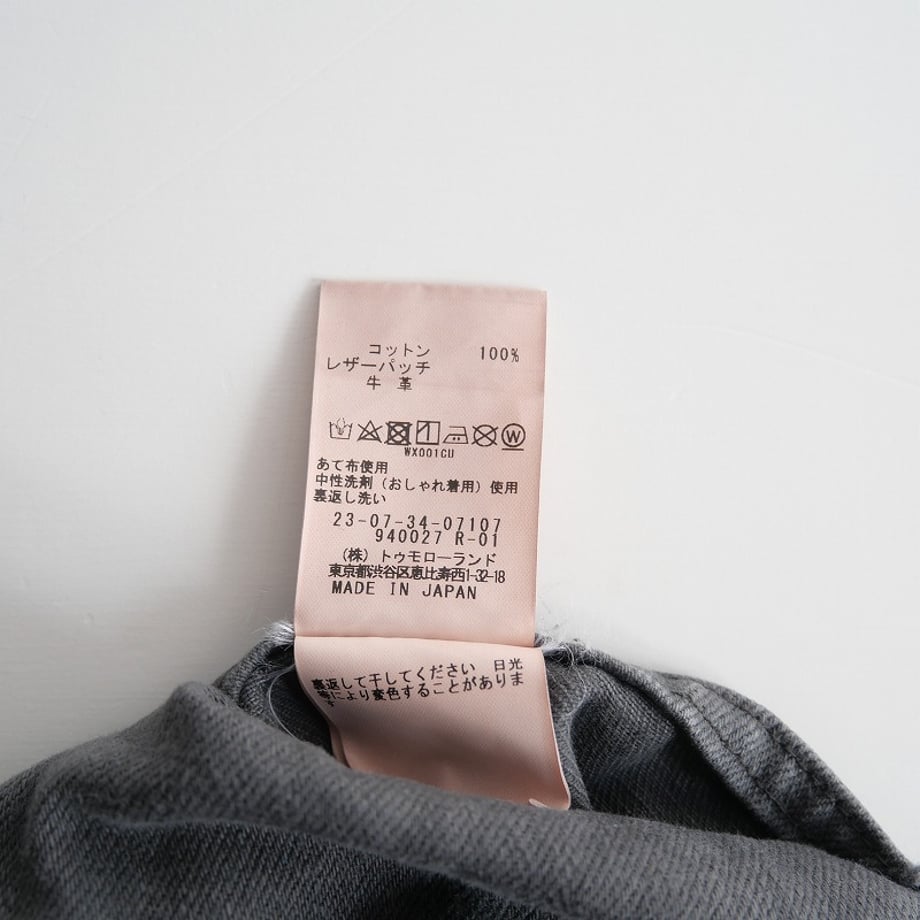 コットン 100%
レザーパッチ
牛 革
W
WX001CU
あて布使用
中性洗剤（おしゃれ着用）使用
裏返し洗い
23-07-34-07107
940027 R-01
（株）トゥモローランド
東京都渋谷区恵比寿西1-32-18
MADE IN JAPAN
裏返して干してください 日光
等により変色することがありま
す